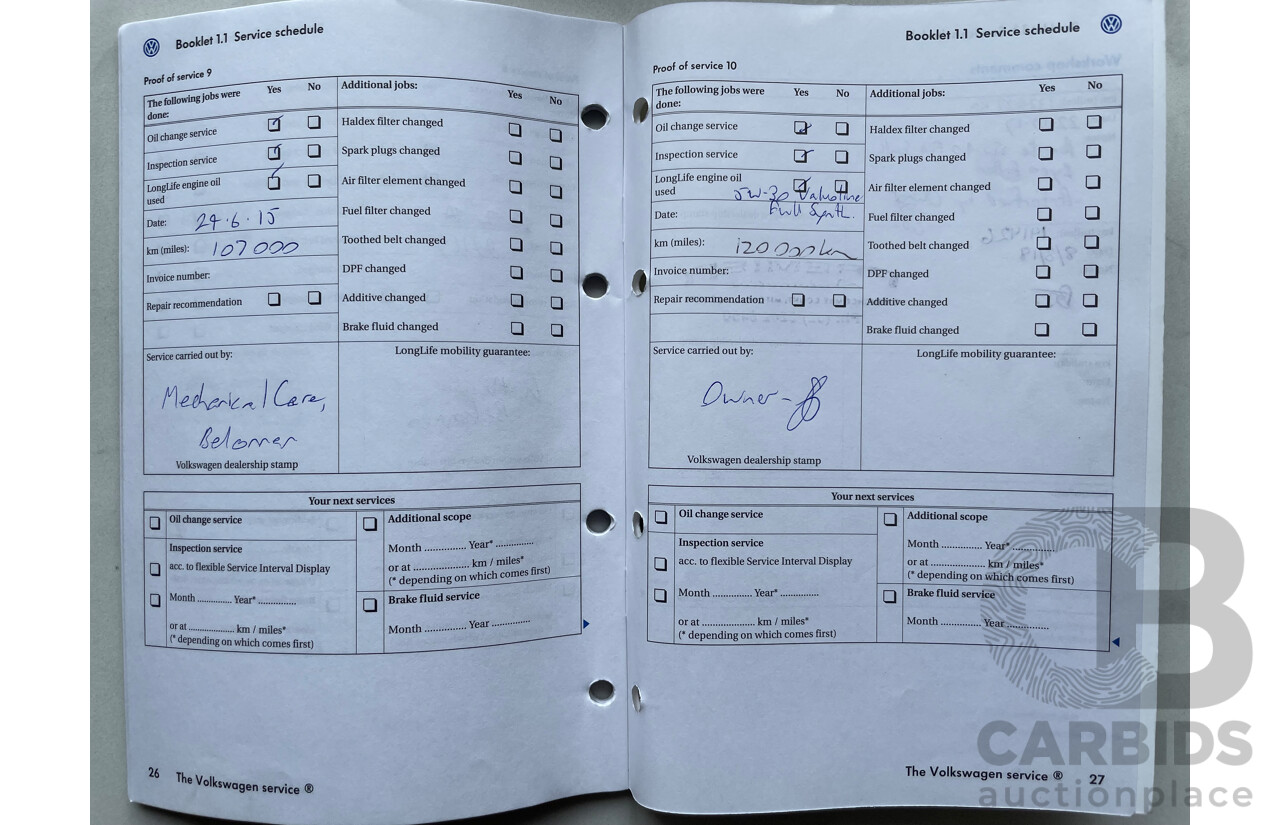 Booklet 1.1 Service schedule
Proof of service 9
The following jobs were done:
Yes
No
Additional jobs:
Yes
No
Oil change service
Inspection service
LongLife engine oil used
Date: 24.6.15
km (miles): 107000
Invoice number:
Repair recommendation
Haldex filter changed
Spark plugs changed
Air filter element changed
Fuel filter changed
Toothed belt changed
DPF changed
Additive changed
Brake fluid changed
Service carried out by:
Mechanical Care,
Belconnen
Volkswagen dealership stamp
LongLife mobility guarantee:
Your next services
Oil change service
Inspection service
acc. to flexible Service Interval Display
Month ............. Year* ..............
or at ................. km / miles*
(* depending on which comes first)
Additional scope
Month ............... Year* ..............
or at ..................... km / miles*
(* depending on which comes first)
Brake fluid service
Month ............... Year ..............
26 The Volkswagen service ®
Booklet 1.1 Service schedule
Proof of service 10
The following jobs were done:
Yes
No
Additional jobs:
Yes
No
Oil change service
Inspection service
LongLife engine oil used
5W-30 Valvoline
Full Synth.
Date:
km (miles): 120 000km
Invoice number:
Repair recommendation
Haldex filter changed
Spark plugs changed
Air filter element changed
Fuel filter changed
Toothed belt changed
DPF changed
Additive changed
Brake fluid changed
Service carried out by:
Owner -
Volkswagen dealership stamp
LongLife mobility guarantee:
Your next services
Oil change service
Inspection service
acc. to flexible Service Interval Display
Month .............. Year* ..............
or at ..................... km / miles*
(* depending on which comes first)
Additional scope
Month ............... Year* ...............
or at ..................... km / miles*
(* depending on which comes first)
Brake fluid service
Month ............... Year ...............
The Volkswagen service ® 27
CARBIDS
auctionplace